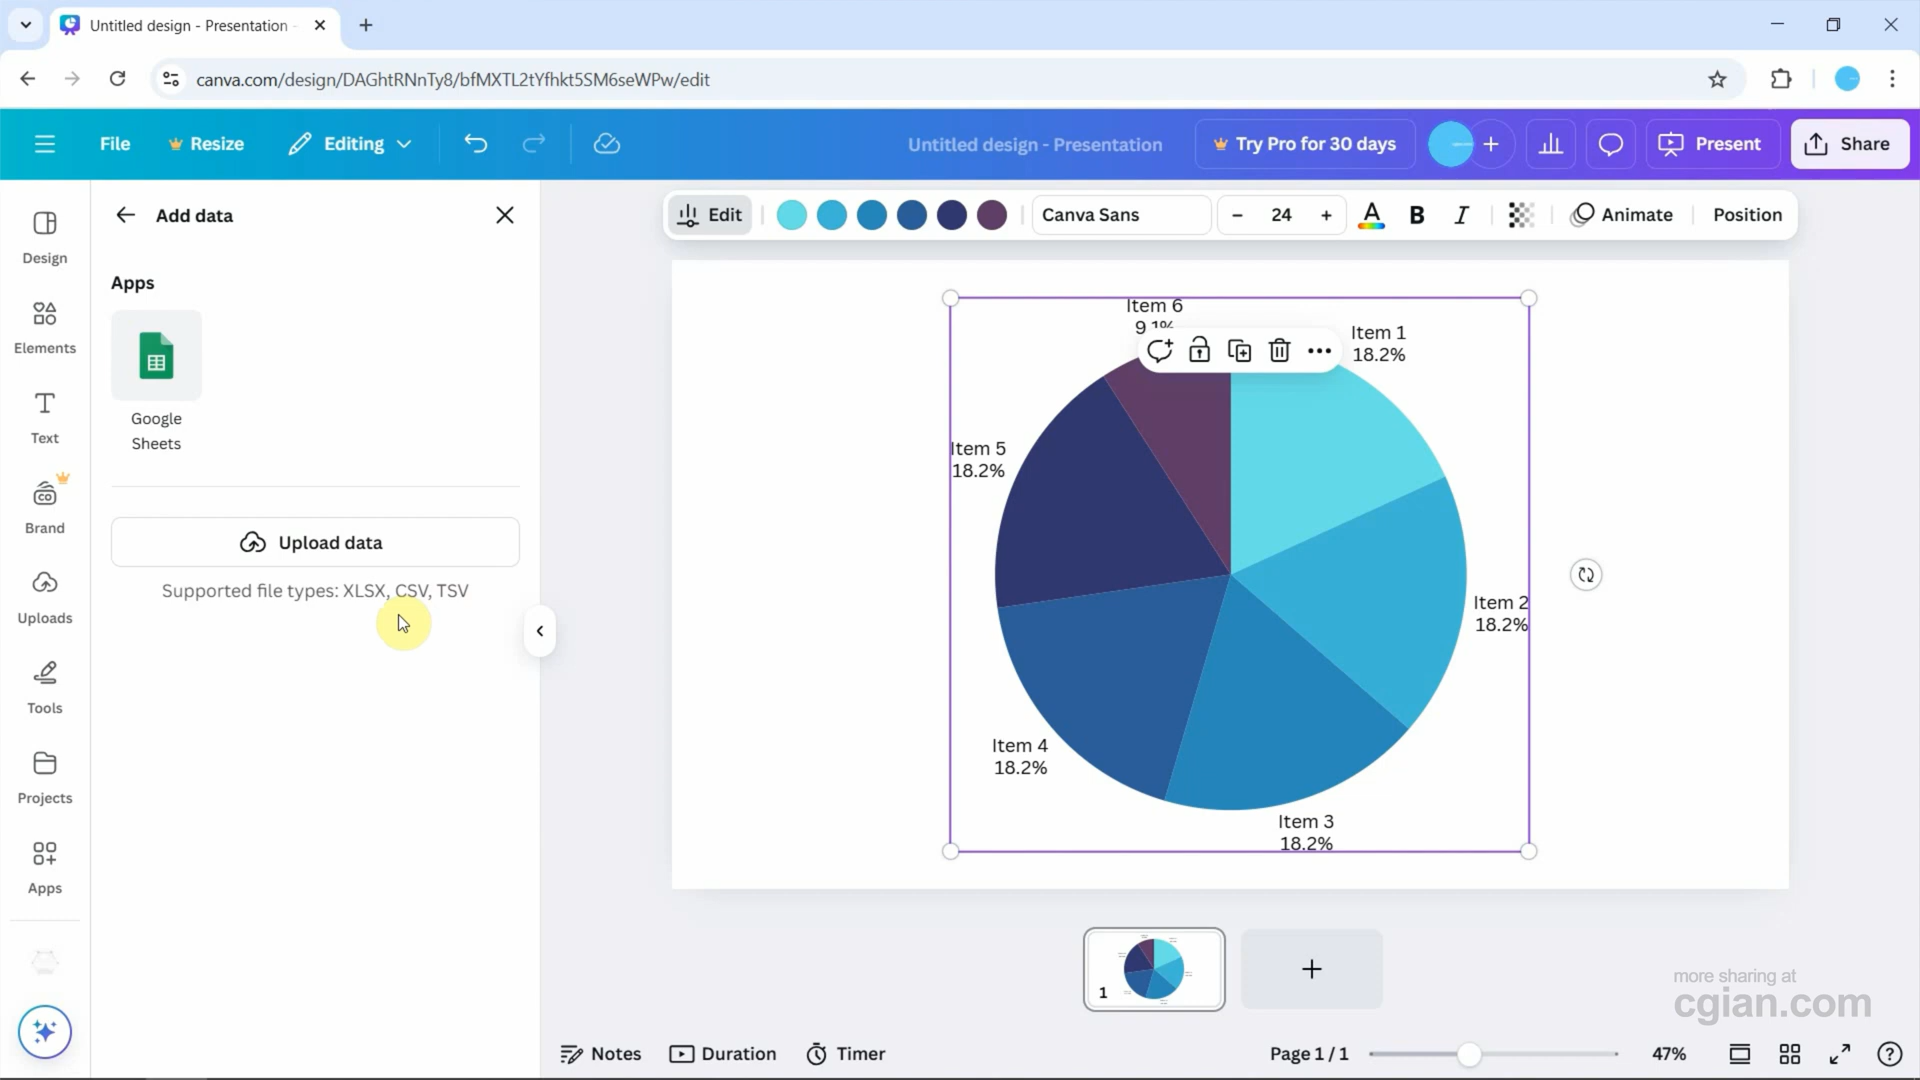 Untitled design - Presentation -
canva.com/design/DAGhtRNnTy8/bfMXTL2tYfhkt5SM6seWPw/edit
File
Resize
Editing
Untitled design - Presentation
Try Pro for 30 days
Present
Share
Design
Elements
Text
Brand
Uploads
Tools
Projects
Apps
Add data
Apps
Google
Sheets
Upload data
Supported file types: XLSX, CSV, TSV
Edit
Canva Sans
- 24 +
A
B
I
Animate
Position
Item 6
9.1%
Item 1
18.2%
Item 5
18.2%
Item 2
18.2%
Item 4
18.2%
Item 3
18.2%
1
more sharing at
cgian.com
Notes
Duration
Timer
Page 1 / 1
47%